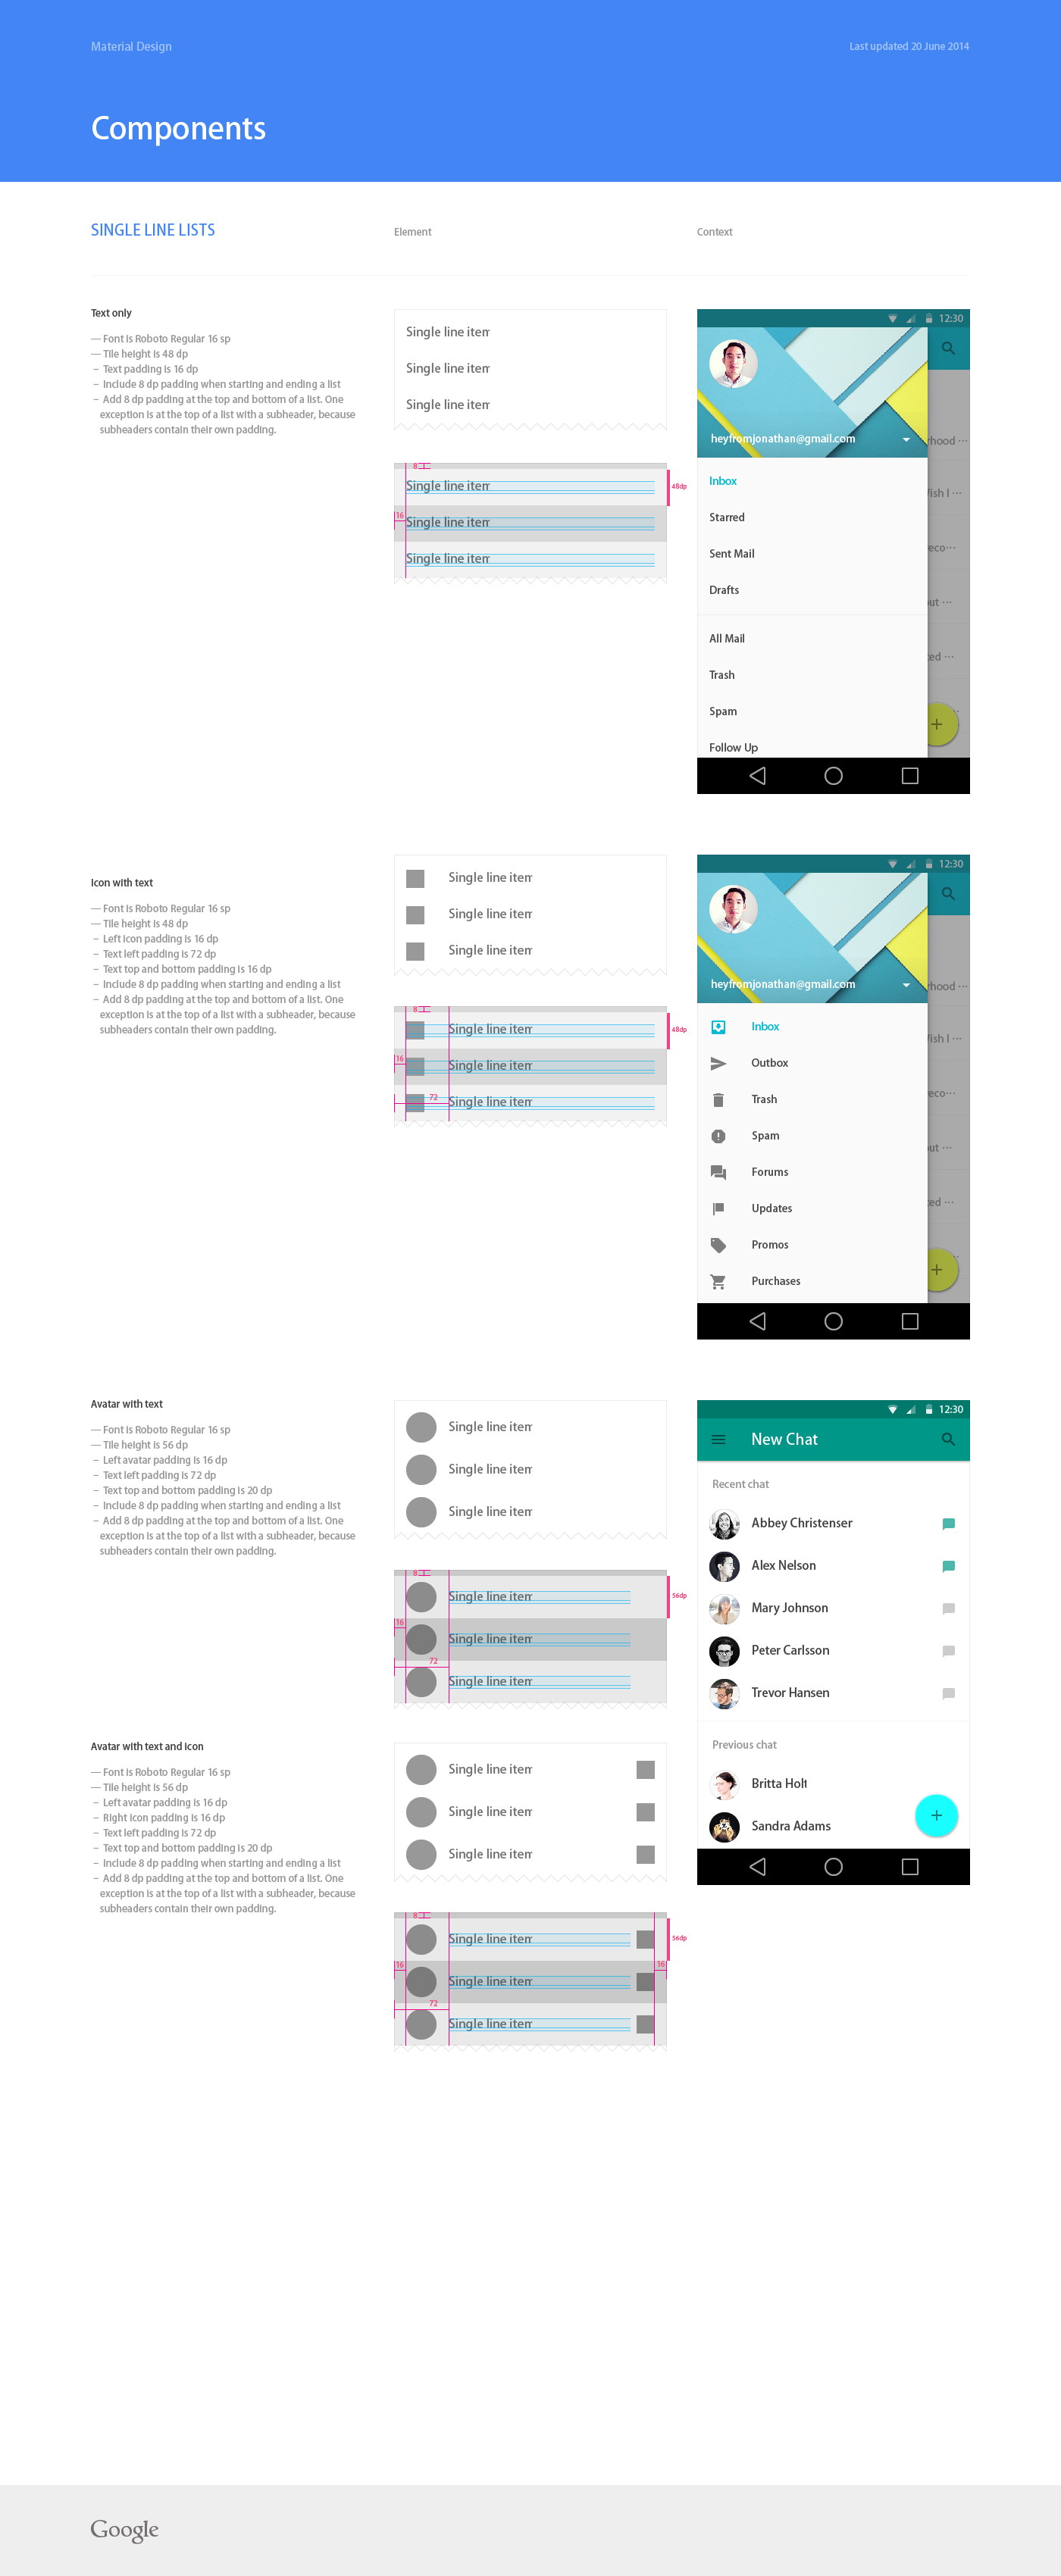 Material Design
Last updated 20 June 2014
Components
SINGLE LINE LISTS
Element
Context
Text only
— Font is Roboto Regular 16 sp
— Tile height is 48 dp
– Text padding is 16 dp
– Include 8 dp padding when starting and ending a list
– Add 8 dp padding at the top and bottom of a list. One
exception is at the top of a list with a subheader, because
subheaders contain their own padding.
Single line item
Single line item
Single line item
8
Single line item
48dp
16
Single line item
Single line item
12:30
heyfromjonathan@gmail.com
Inbox
Starred
Sent Mail
Drafts
All Mail
Trash
Spam
Follow Up
rhood ...
Wish I ...
reco...
out ...
ced ...
Icon with text
— Font is Roboto Regular 16 sp
— Tile height is 48 dp
– Left icon padding is 16 dp
– Text left padding is 72 dp
– Text top and bottom padding is 16 dp
– Include 8 dp padding when starting and ending a list
– Add 8 dp padding at the top and bottom of a list. One
exception is at the top of a list with a subheader, because
subheaders contain their own padding.
Single line item
Single line item
Single line item
8
Single line item
48dp
16
Single line item
72
Single line item
12:30
heyfromjonathan@gmail.com
Inbox
Outbox
Trash
Spam
Forums
Updates
Promos
Purchases
rhood ...
Wish I ...
reco...
out ...
ced ...
Avatar with text
— Font is Roboto Regular 16 sp
— Tile height is 56 dp
– Left avatar padding is 16 dp
– Text left padding is 72 dp
– Text top and bottom padding is 20 dp
– Include 8 dp padding when starting and ending a list
– Add 8 dp padding at the top and bottom of a list. One
exception is at the top of a list with a subheader, because
subheaders contain their own padding.
Single line item
Single line item
Single line item
8
Single line item
56dp
16
Single line item
72
Single line item
12:30
New Chat
Recent chat
Abbey Christenser
Alex Nelson
Mary Johnson
Peter Carlsson
Trevor Hansen
Previous chat
Britta Holt
Sandra Adams
Avatar with text and icon
— Font is Roboto Regular 16 sp
— Tile height is 56 dp
– Left avatar padding is 16 dp
– Right icon padding is 16 dp
– Text left padding is 72 dp
– Text top and bottom padding is 20 dp
– Include 8 dp padding when starting and ending a list
– Add 8 dp padding at the top and bottom of a list. One
exception is at the top of a list with a subheader, because
subheaders contain their own padding.
Single line item
Single line item
Single line item
8
Single line item
56dp
16
Single line item
16
72
Single line item
Google